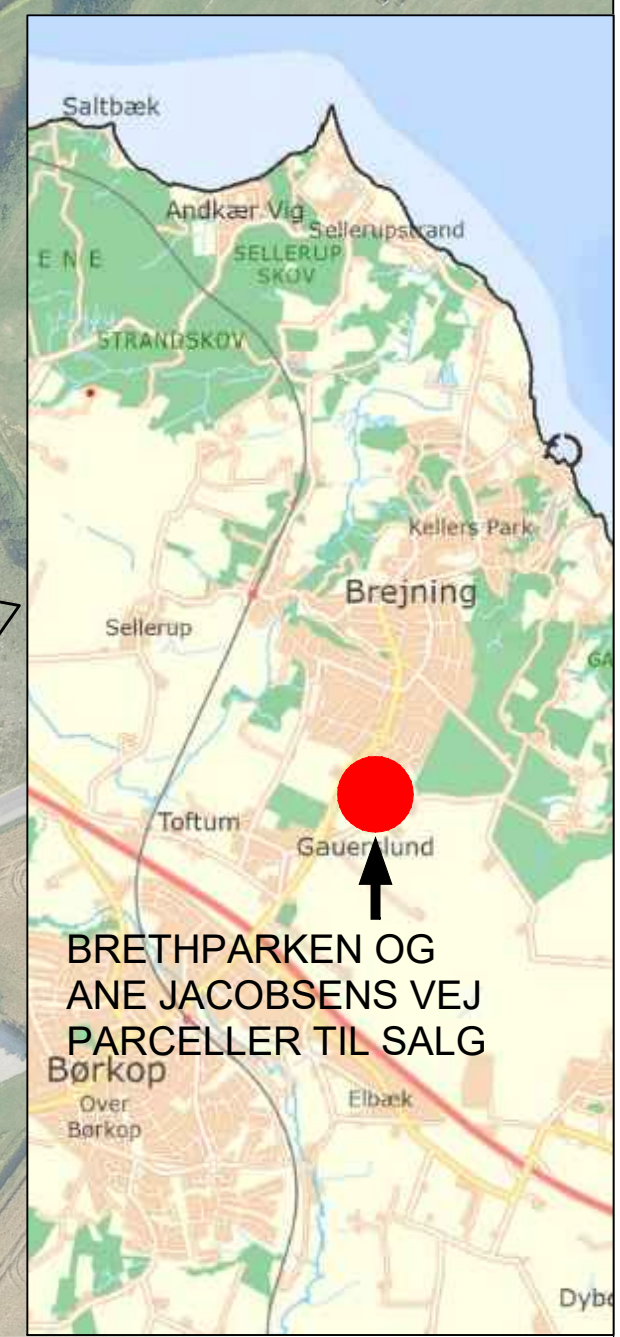 Saltbæk
Andkær Vig
Sellerupstrand
SELLERUP
SKOV
ENE
STRANDSKOV
Kellers Park
Brejning
Sellerup
GA
Toftum
Gauerslund
BRETHPARKEN OG
ANE JACOBSENS VEJ
PARCELLER TIL SALG
Børkop
Over
Børkop
Elbæk